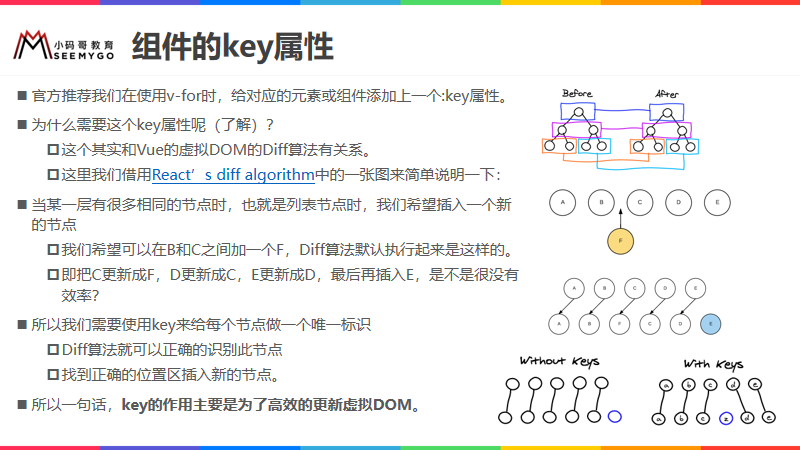 小码哥教育
SEEMYGO
组件的key属性
■ 官方推荐我们在使用v-for时，给对应的元素或组件添加上一个:key属性。
■ 为什么需要这个key属性呢（了解）？
□ 这个其实和Vue的虚拟DOM的Diff算法有关系。
□ 这里我们借用React’s diff algorithm中的一张图来简单说明一下：
■ 当某一层有很多相同的节点时，也就是列表节点时，我们希望插入一个新
的节点
□ 我们希望可以在B和C之间加一个F，Diff算法默认执行起来是这样的。
□ 即把C更新成F，D更新成C，E更新成D，最后再插入E，是不是很没有
效率？
■ 所以我们需要使用key来给每个节点做一个唯一标识
□ Diff算法就可以正确的识别此节点
□ 找到正确的位置区插入新的节点。
■ 所以一句话，key的作用主要是为了高效的更新虚拟DOM。
Before After
A B C D E
F
A B C D E
A B F C D E
Without Keys With Keys
a b c d e
a b c z d e